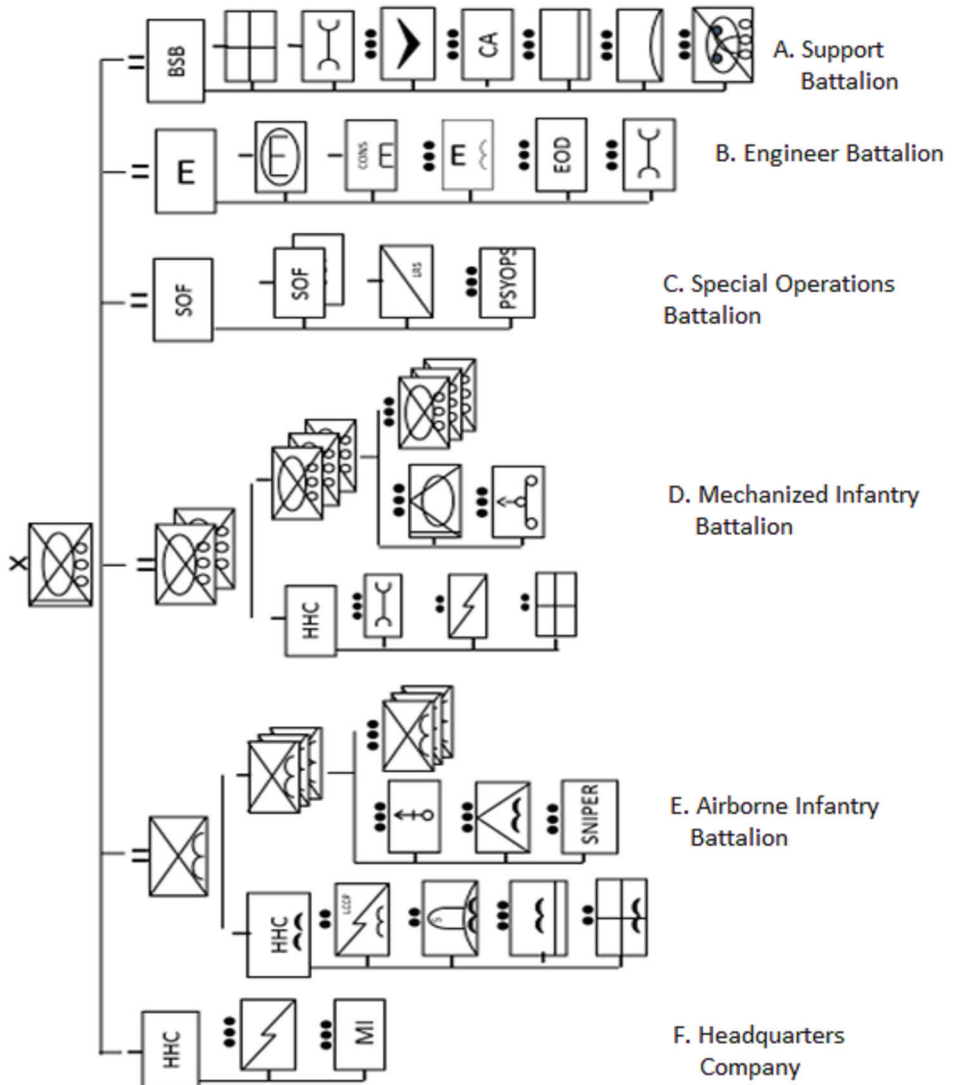 BSB
CA
A. Support
Battalion
E
E
CONS
E
E
EOD
B. Engineer Battalion
SOF
SOF
LRS
PSYOPS
C. Special Operations
Battalion
X
HHC
D. Mechanized Infantry
Battalion
SNIPER
E. Airborne Infantry
Battalion
HHC
LCCP
S
HHC
MI
F. Headquarters
Company